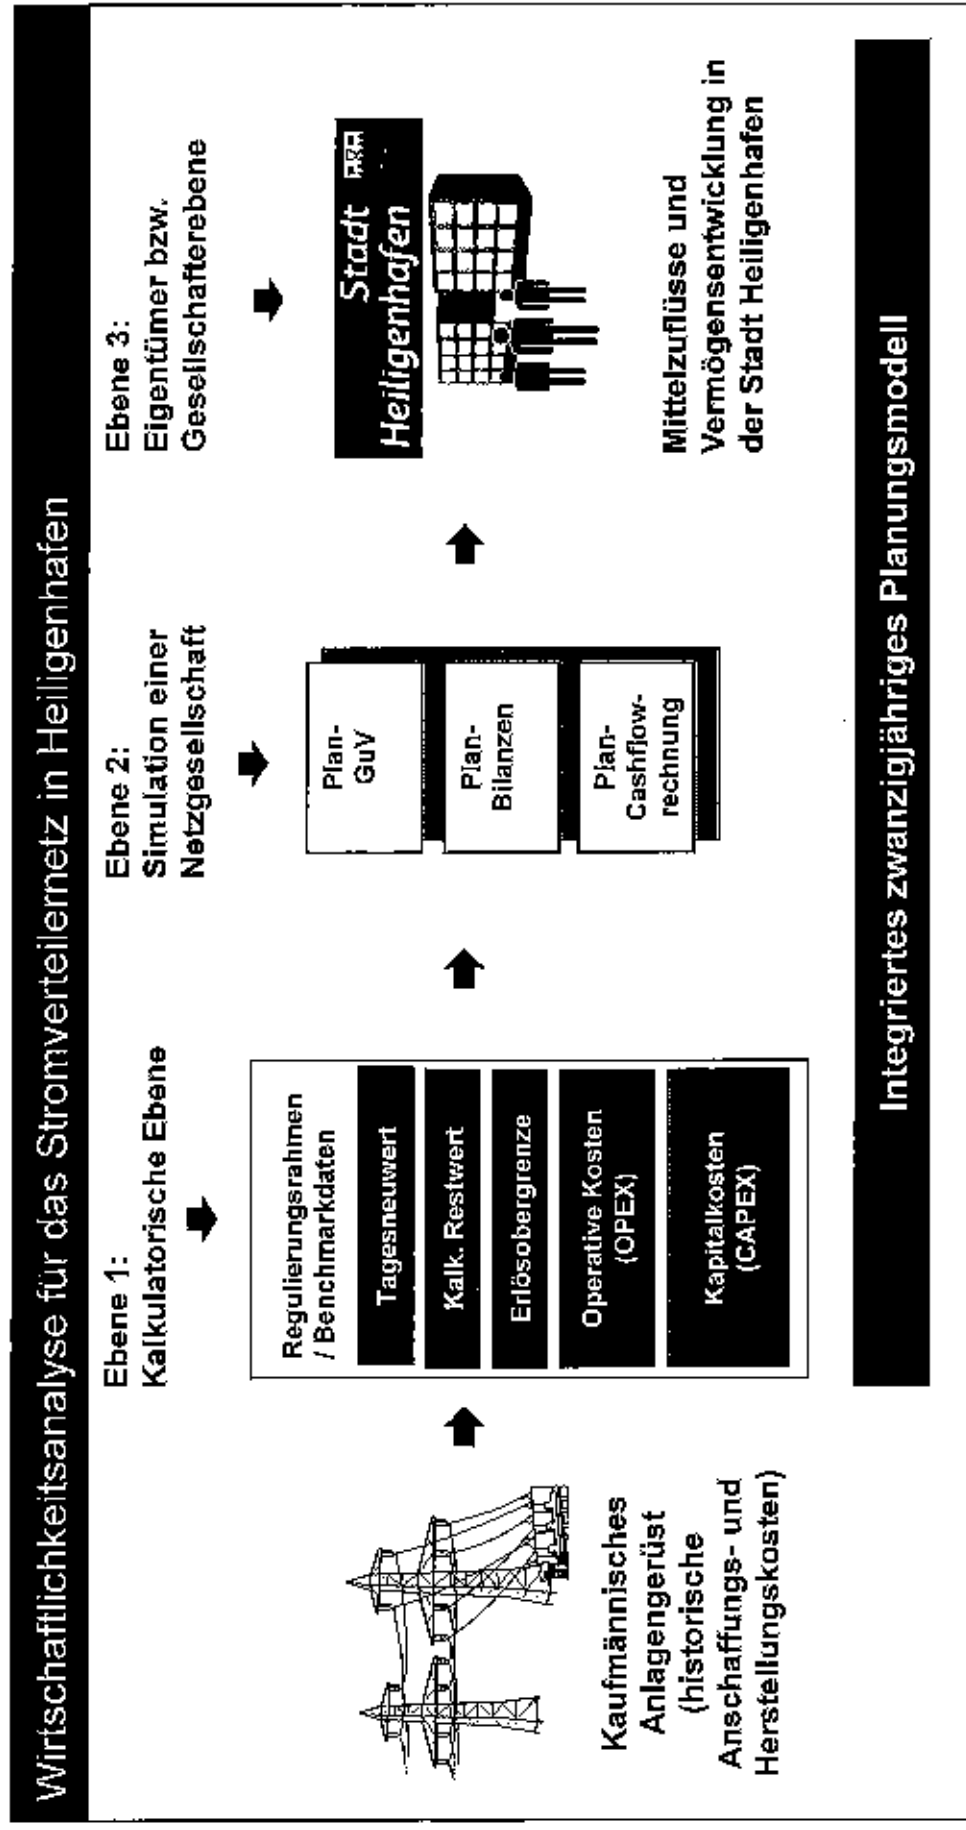 Wirtschaftlichkeitsanalyse für das Stromverteilernetz in Heiligenhafen
Kaufmännisches
Anlagengerüst
(historische
Anschaffungs- und
Herstellungskosten)
Ebene 1:
Kalkulatorische Ebene
Regulierungsrahmen
/ Benchmarkdaten
Tagesneuwert
Kalk. Restwert
Erlösobergrenze
Operative Kosten
(OPEX)
Kapitalkosten
(CAPEX)
Ebene 2:
Simulation einer
Netzgesellschaft
Plan-
GuV
Plan-
Bilanzen
Plan-
Cashflow-
rechnung
Ebene 3:
Eigentümer bzw.
Gesellschafterebene
Stadt
Heiligenhafen
Mittelzuflüsse und
Vermögensentwicklung in
der Stadt Heiligenhafen
Integriertes zwanzigjähriges Planungsmodell